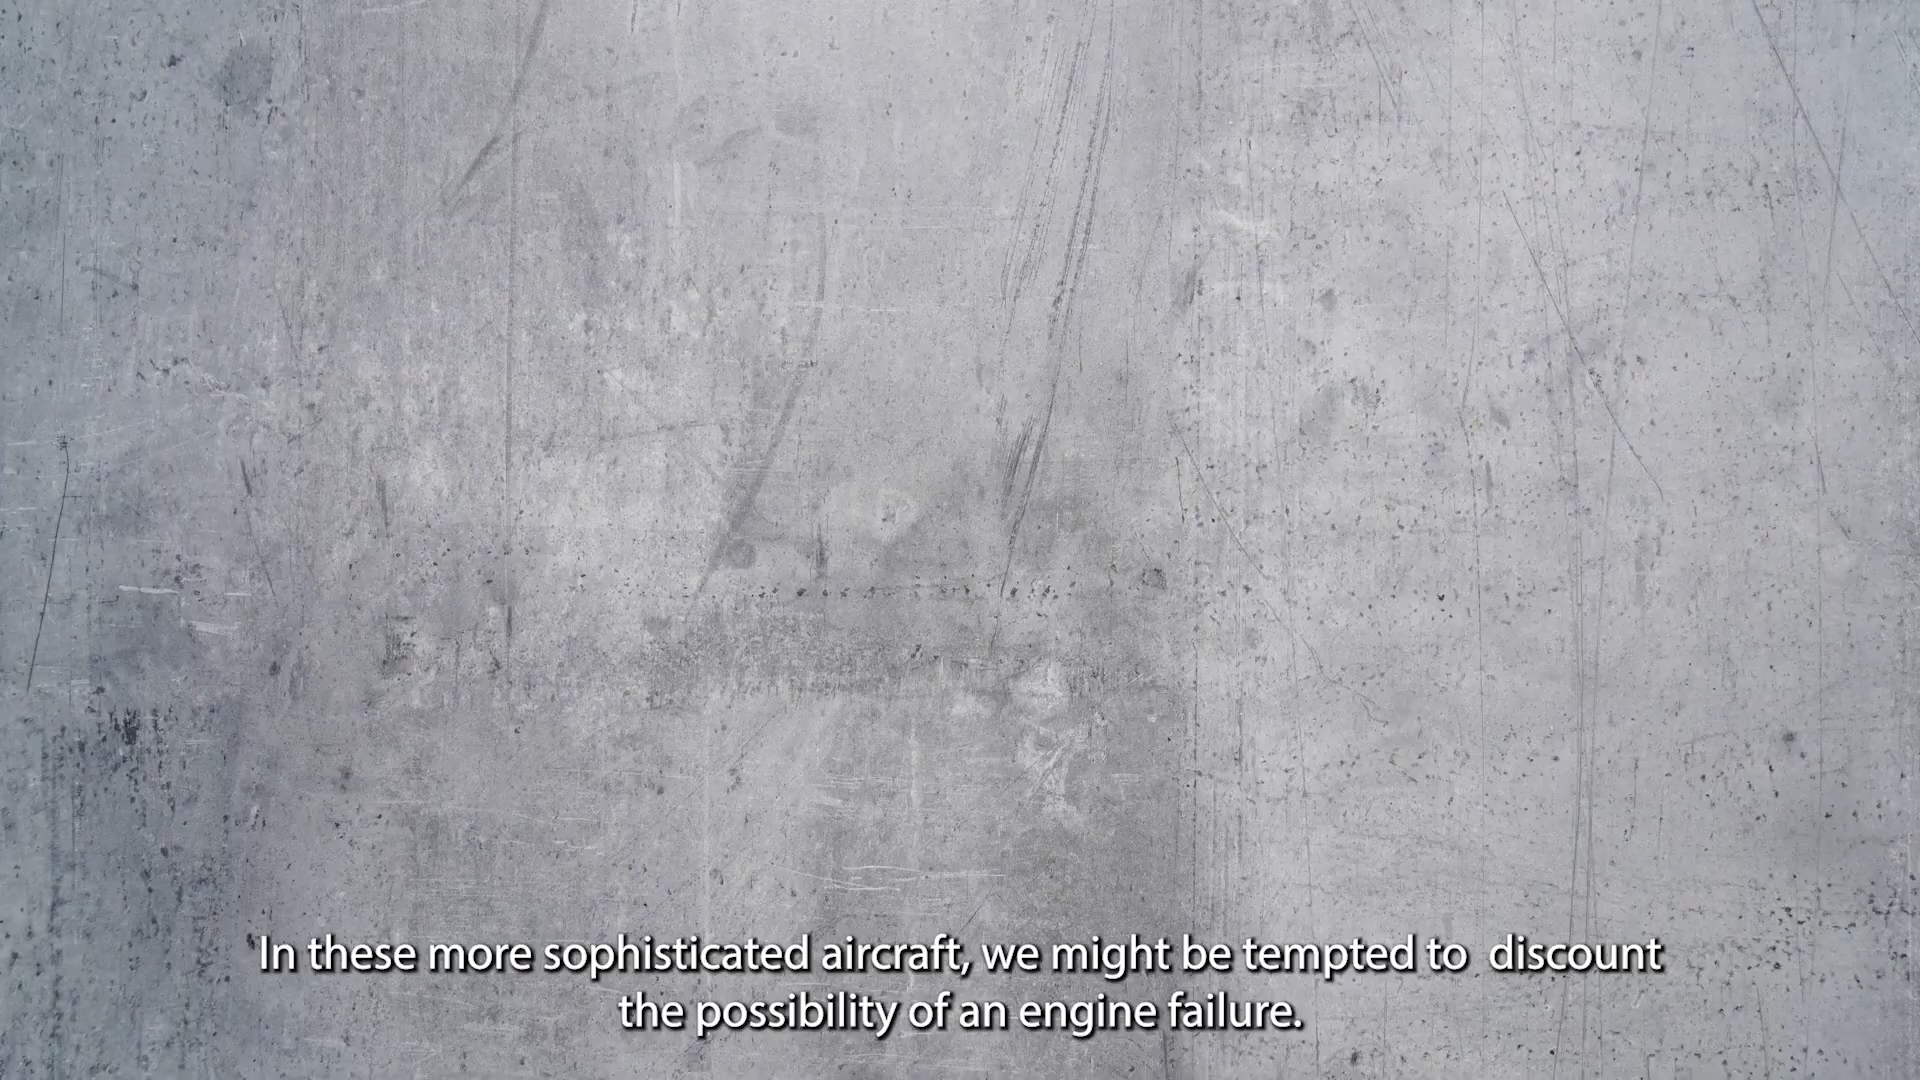 In these more sophisticated aircraft, we might be tempted to  discount
the possibility of an engine failure.